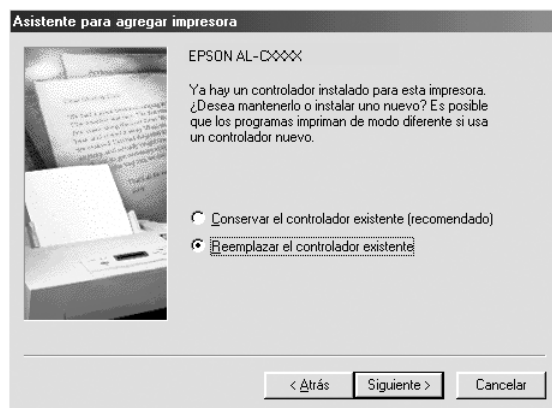 Asistente para agregar impresora
EPSON AL-CXXXX
Ya hay un controlador instalado para esta impresora.
¿Desea mantenerlo o instalar uno nuevo? Es posible
que los programas impriman de modo diferente si usa
un controlador nuevo.
Conservar el controlador existente (recomendado)
Reemplazar el controlador existente
< Atrás
Siguiente >
Cancelar